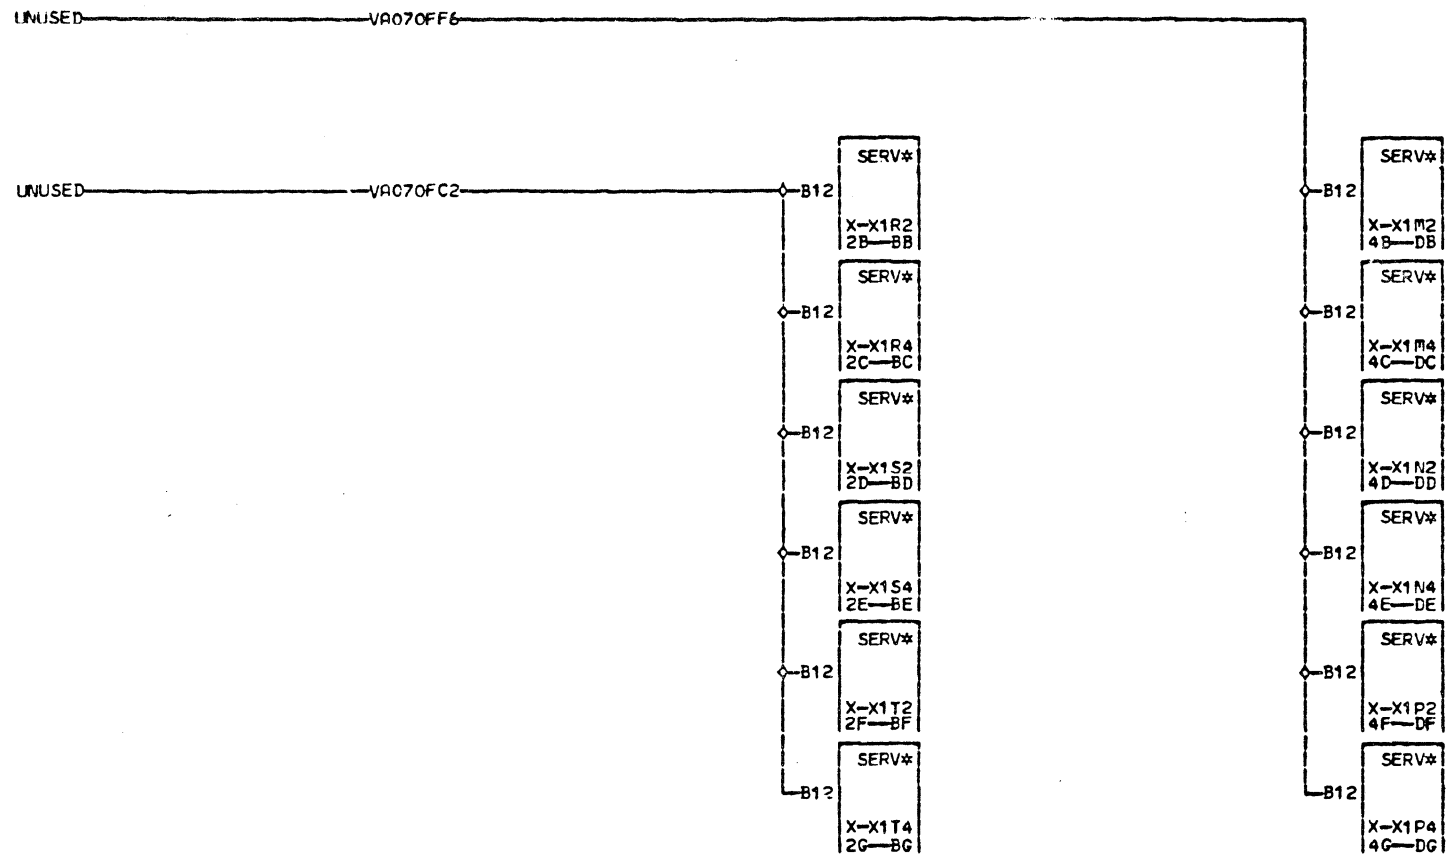 UNUSED VA070FF6
SERV* SERV*
UNUSED VA070FC2 B12 B12
X-X1R2 X-X1M2
2B BB 4B DB
SERV* SERV*
B12 B12
X-X1R4 X-X1M4
2C BC 4C DC
SERV* SERV*
B12 B12
X-X1S2 X-X1N2
2D BD 4D DD
SERV* SERV*
B12 B12
X-X1S4 X-X1N4
2E BE 4E DE
SERV* SERV*
B12 B12
X-X1T2 X-X1P2
2F BF 4F DF
SERV* SERV*
B12 B12
X-X1T4 X-X1P4
2G BG 4G DG